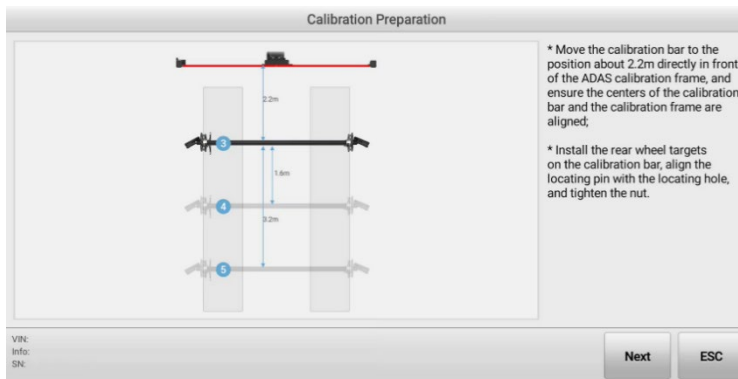 Calibration Preparation
2.2m
3
1.6m
4
3.2m
5
* Move the calibration bar to the
position about 2.2m directly in front
of the ADAS calibration frame, and
ensure the centers of the calibration
bar and the calibration frame are
aligned;
* Install the rear wheel targets
on the calibration bar, align the
locating pin with the locating hole,
and tighten the nut.
VIN:
Info:
SN:
Next
ESC